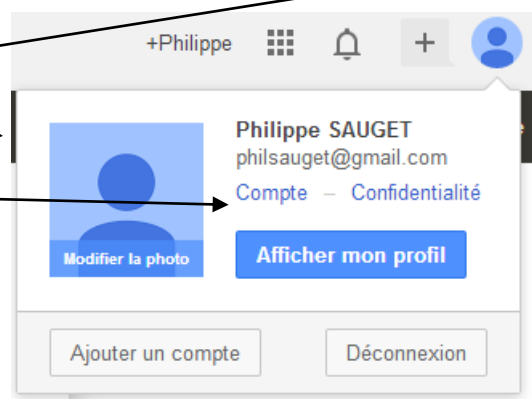 +Philippe +
Philippe SAUGET
philsauget@gmail.com
Compte – Confidentialité
Modifier la photo
Afficher mon profil
Ajouter un compte
Déconnexion